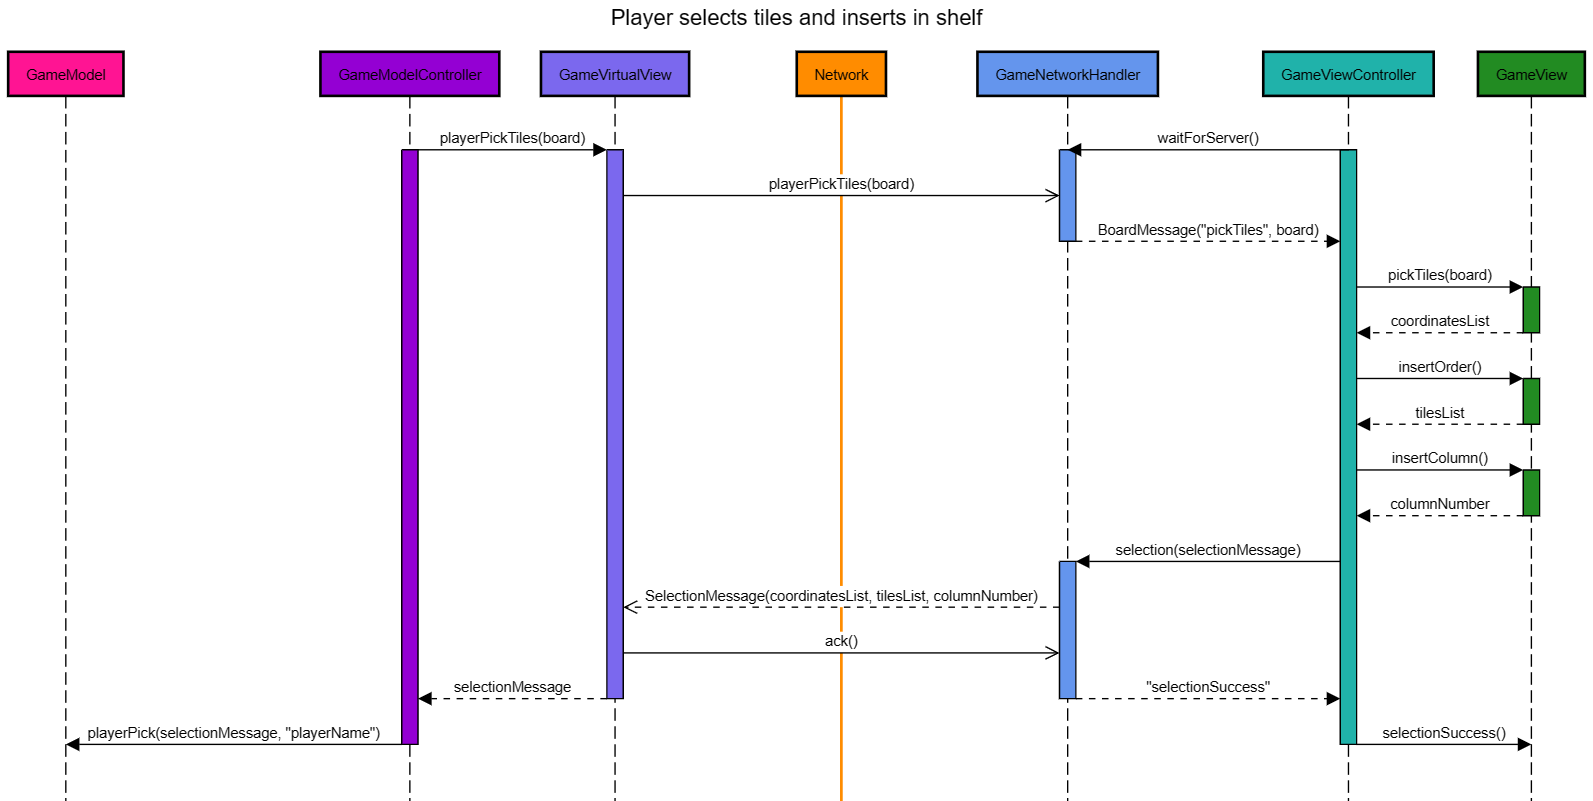 Player selects tiles and inserts in shelf
GameModel
GameModelController
GameVirtualView
Network
GameNetworkHandler
GameViewController
GameView
playerPickTiles(board)
waitForServer()
playerPickTiles(board)
BoardMessage("pickTiles", board)
pickTiles(board)
coordinatesList
insertOrder()
tilesList
insertColumn()
columnNumber
selection(selectionMessage)
SelectionMessage(coordinatesList, tilesList, columnNumber)
ack()
selectionMessage
"selectionSuccess"
playerPick(selectionMessage, "playerName")
selectionSuccess()